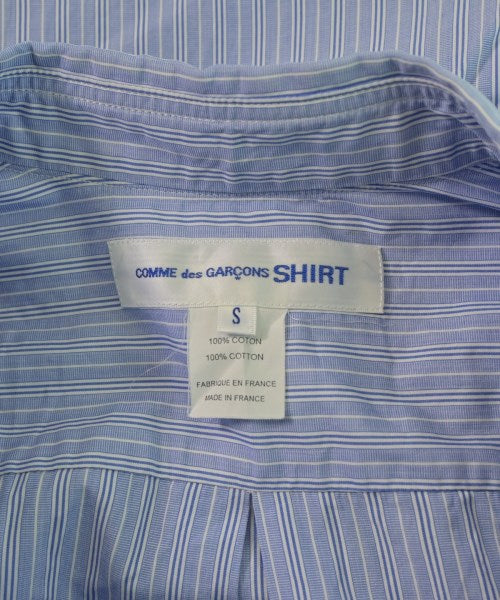 COMME des GARÇONS SHIRT
S
100% COTON
100% COTTON
FABRIQUE EN FRANCE
MADE IN FRANCE